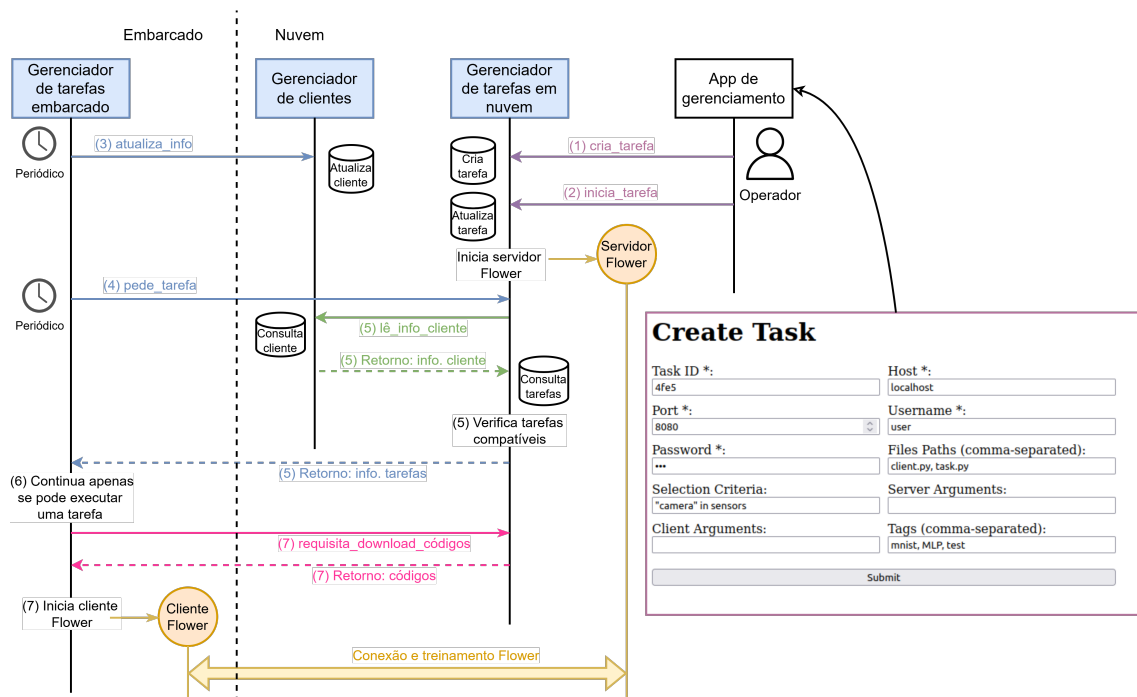 Embarcado
Nuvem
Gerenciador
de tarefas
embarcado
Gerenciador
de clientes
Gerenciador
de tarefas em
nuvem
App de
gerenciamento
Periódico
(3) atualiza_info
Atualiza
cliente
Cria
tarefa
(1) cria_tarefa
Operador
(2) inicia_tarefa
Atualiza
tarefa
Inicia servidor
Flower
Servidor
Flower
Periódico
(4) pede_tarefa
Consulta
cliente
(5) lê_info_cliente
(5) Retorno: info. cliente
Consulta
tarefas
(5) Verifica tarefas
compatíveis
(5) Retorno: info. tarefas
(6) Continua apenas
se pode executar
uma tarefa
(7) requisita_download_códigos
(7) Retorno: códigos
(7) Inicia cliente
Flower
Cliente
Flower
Conexão e treinamento Flower
Create Task
Task ID *:
4fe5
Host *:
localhost
Port *:
8080
Username *:
user
Password *:
•••
Files Paths (comma-separated):
client.py, task.py
Selection Criteria:
"camera" in sensors
Server Arguments:
Client Arguments:
Tags (comma-separated):
mnist, MLP, test
Submit